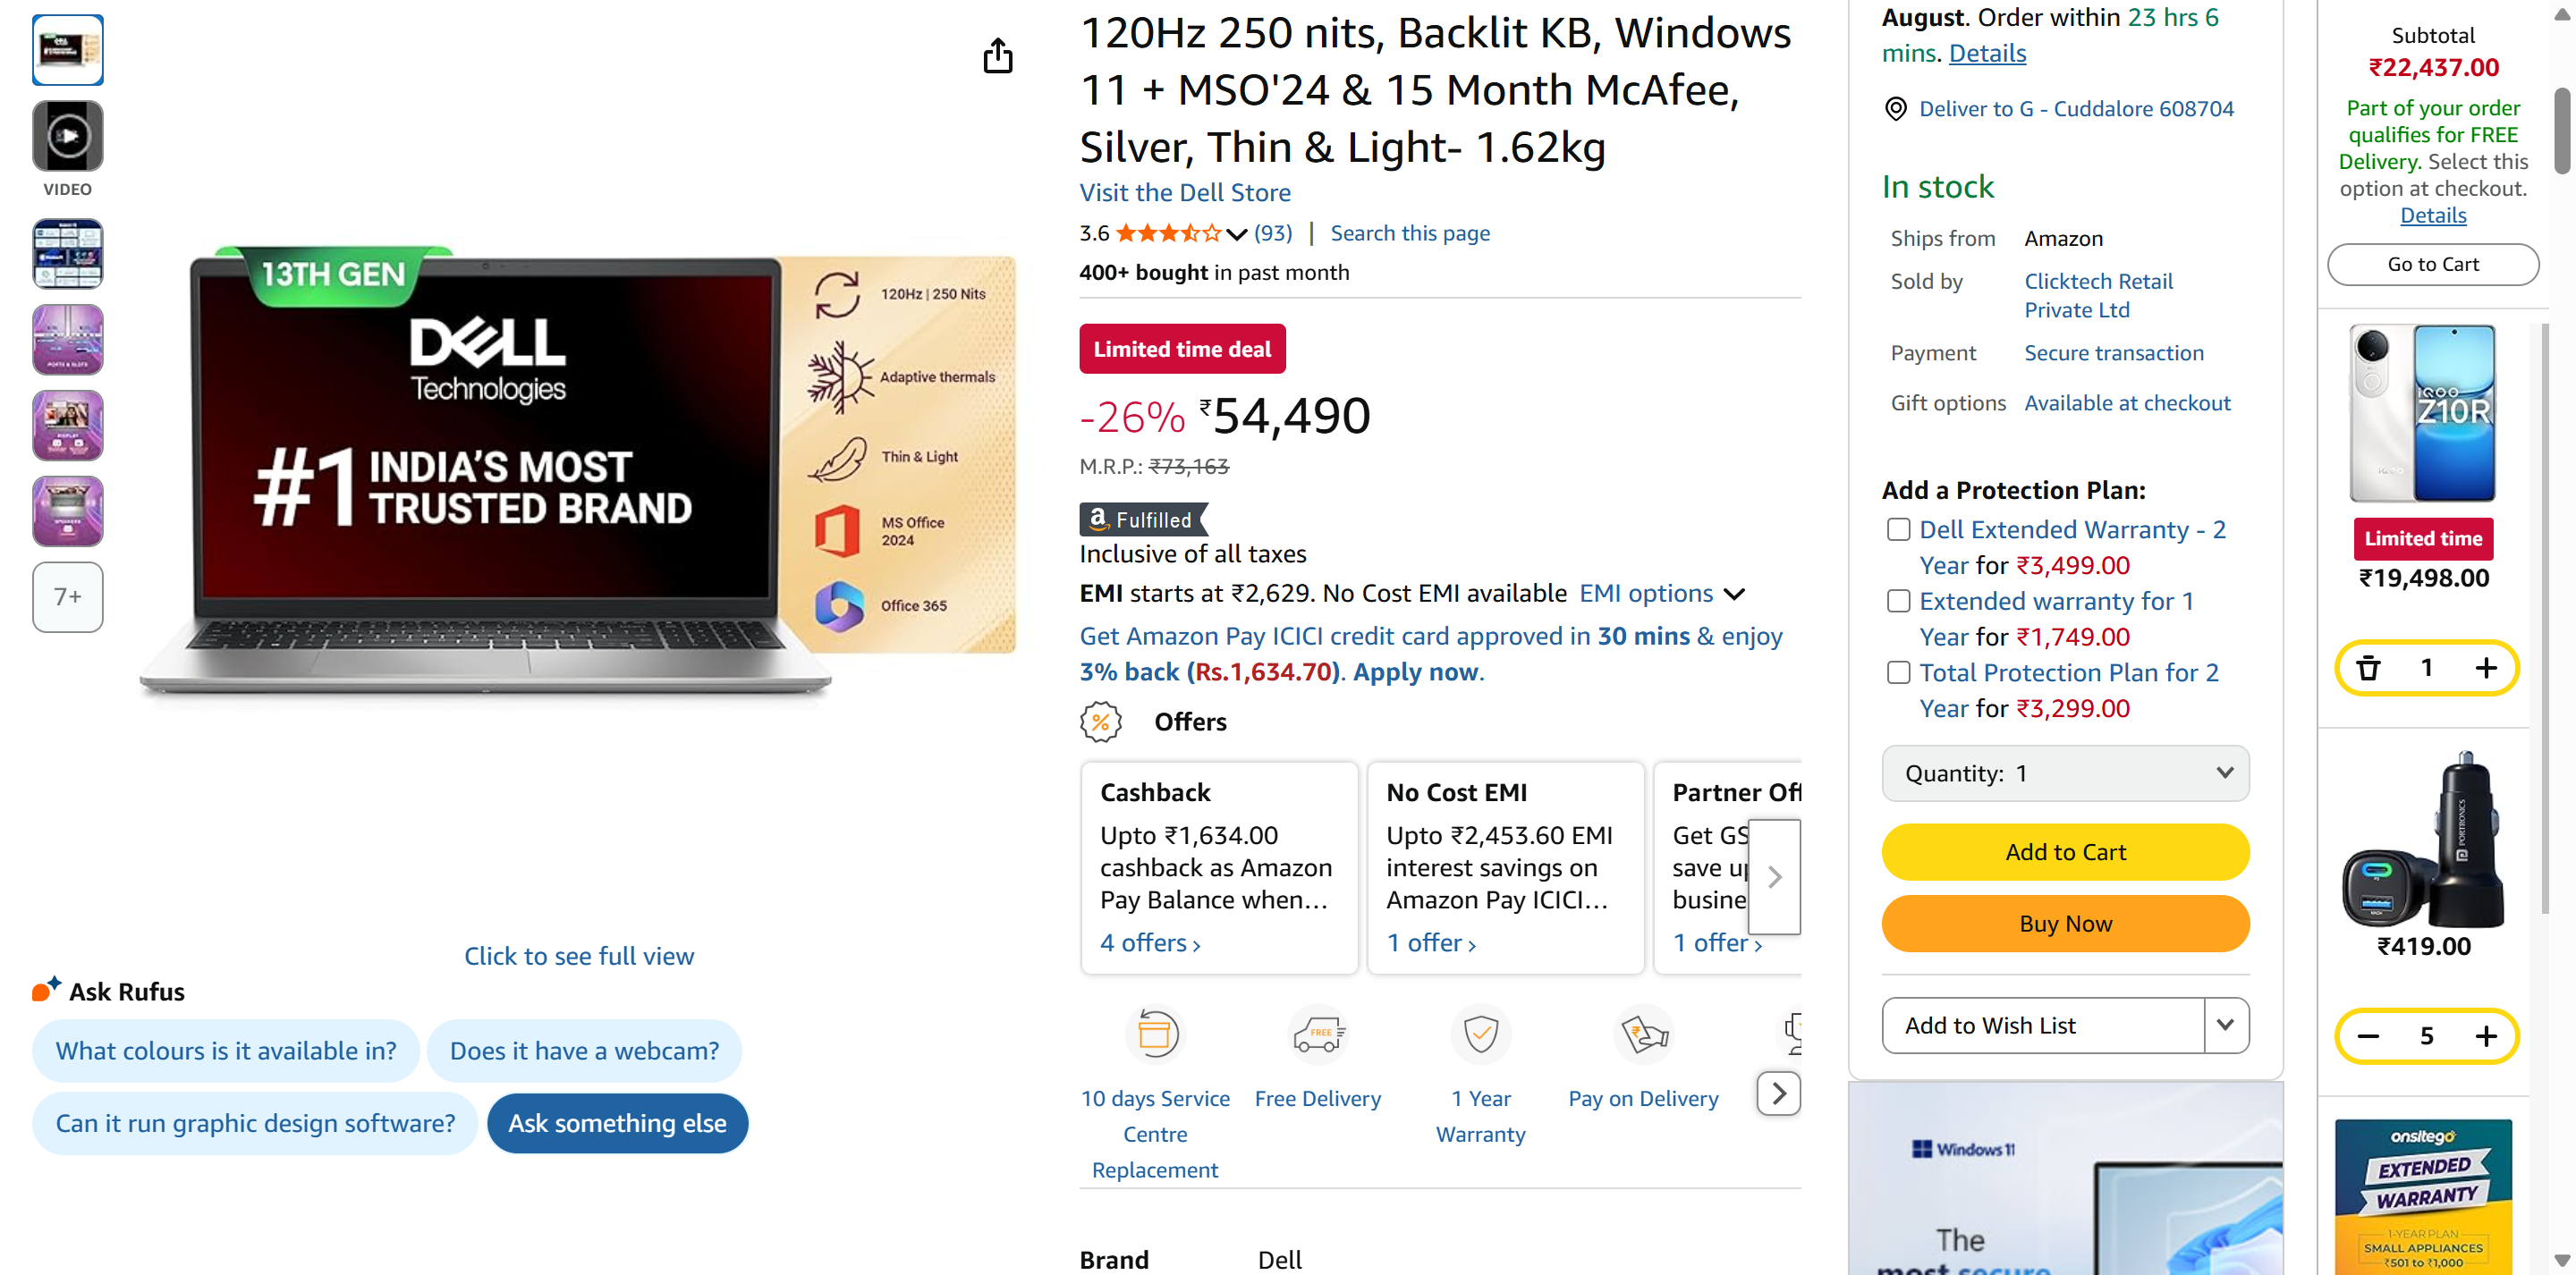 VIDEO
7+
13TH GEN
DELL
Technologies
#1 INDIA'S MOST
TRUSTED BRAND
120Hz | 250 Nits
Adaptive thermals
Thin & Light
MS Office
2024
Office 365
Click to see full view
Ask Rufus
What colours is it available in?
Does it have a webcam?
Can it run graphic design software?
Ask something else
120Hz 250 nits, Backlit KB, Windows
11 + MSO'24 & 15 Month McAfee,
Silver, Thin & Light- 1.62kg
Visit the Dell Store
3.6 (93) | Search this page
400+ bought in past month
Limited time deal
-26% ₹54,490
M.R.P.: ₹73,163
a Fulfilled
Inclusive of all taxes
EMI starts at ₹2,629. No Cost EMI available EMI options
Get Amazon Pay ICICI credit card approved in 30 mins & enjoy
3% back (Rs.1,634.70). Apply now.
% Offers
Cashback
Upto ₹1,634.00
cashback as Amazon
Pay Balance when...
4 offers ›
No Cost EMI
Upto ₹2,453.60 EMI
interest savings on
Amazon Pay ICICI...
1 offer ›
Partner Off
Get GS
save up
busine
1 offer ›
10 days Service
Centre
Replacement
FREE
Free Delivery
1 Year
Warranty
Pay on Delivery
Brand Dell
August. Order within 23 hrs 6
mins. Details
Deliver to G - Cuddalore 608704
In stock
Ships from Amazon
Sold by Clicktech Retail
Private Ltd
Payment Secure transaction
Gift options Available at checkout
Add a Protection Plan:
Dell Extended Warranty - 2
Year for ₹3,499.00
Extended warranty for 1
Year for ₹1,749.00
Total Protection Plan for 2
Year for ₹3,299.00
Quantity: 1
Add to Cart
Buy Now
Add to Wish List
Windows 11
The
most secure
Subtotal
₹22,437.00
Part of your order
qualifies for FREE
Delivery. Select this
option at checkout.
Details
Go to Cart
iQOO
Z10R
Limited time
₹19,498.00
1 +
PORTRONICS
₹419.00
− 5 +
onsitego
EXTENDED
WARRANTY
1-YEAR PLAN
SMALL APPLIANCES
₹501 to ₹1,000